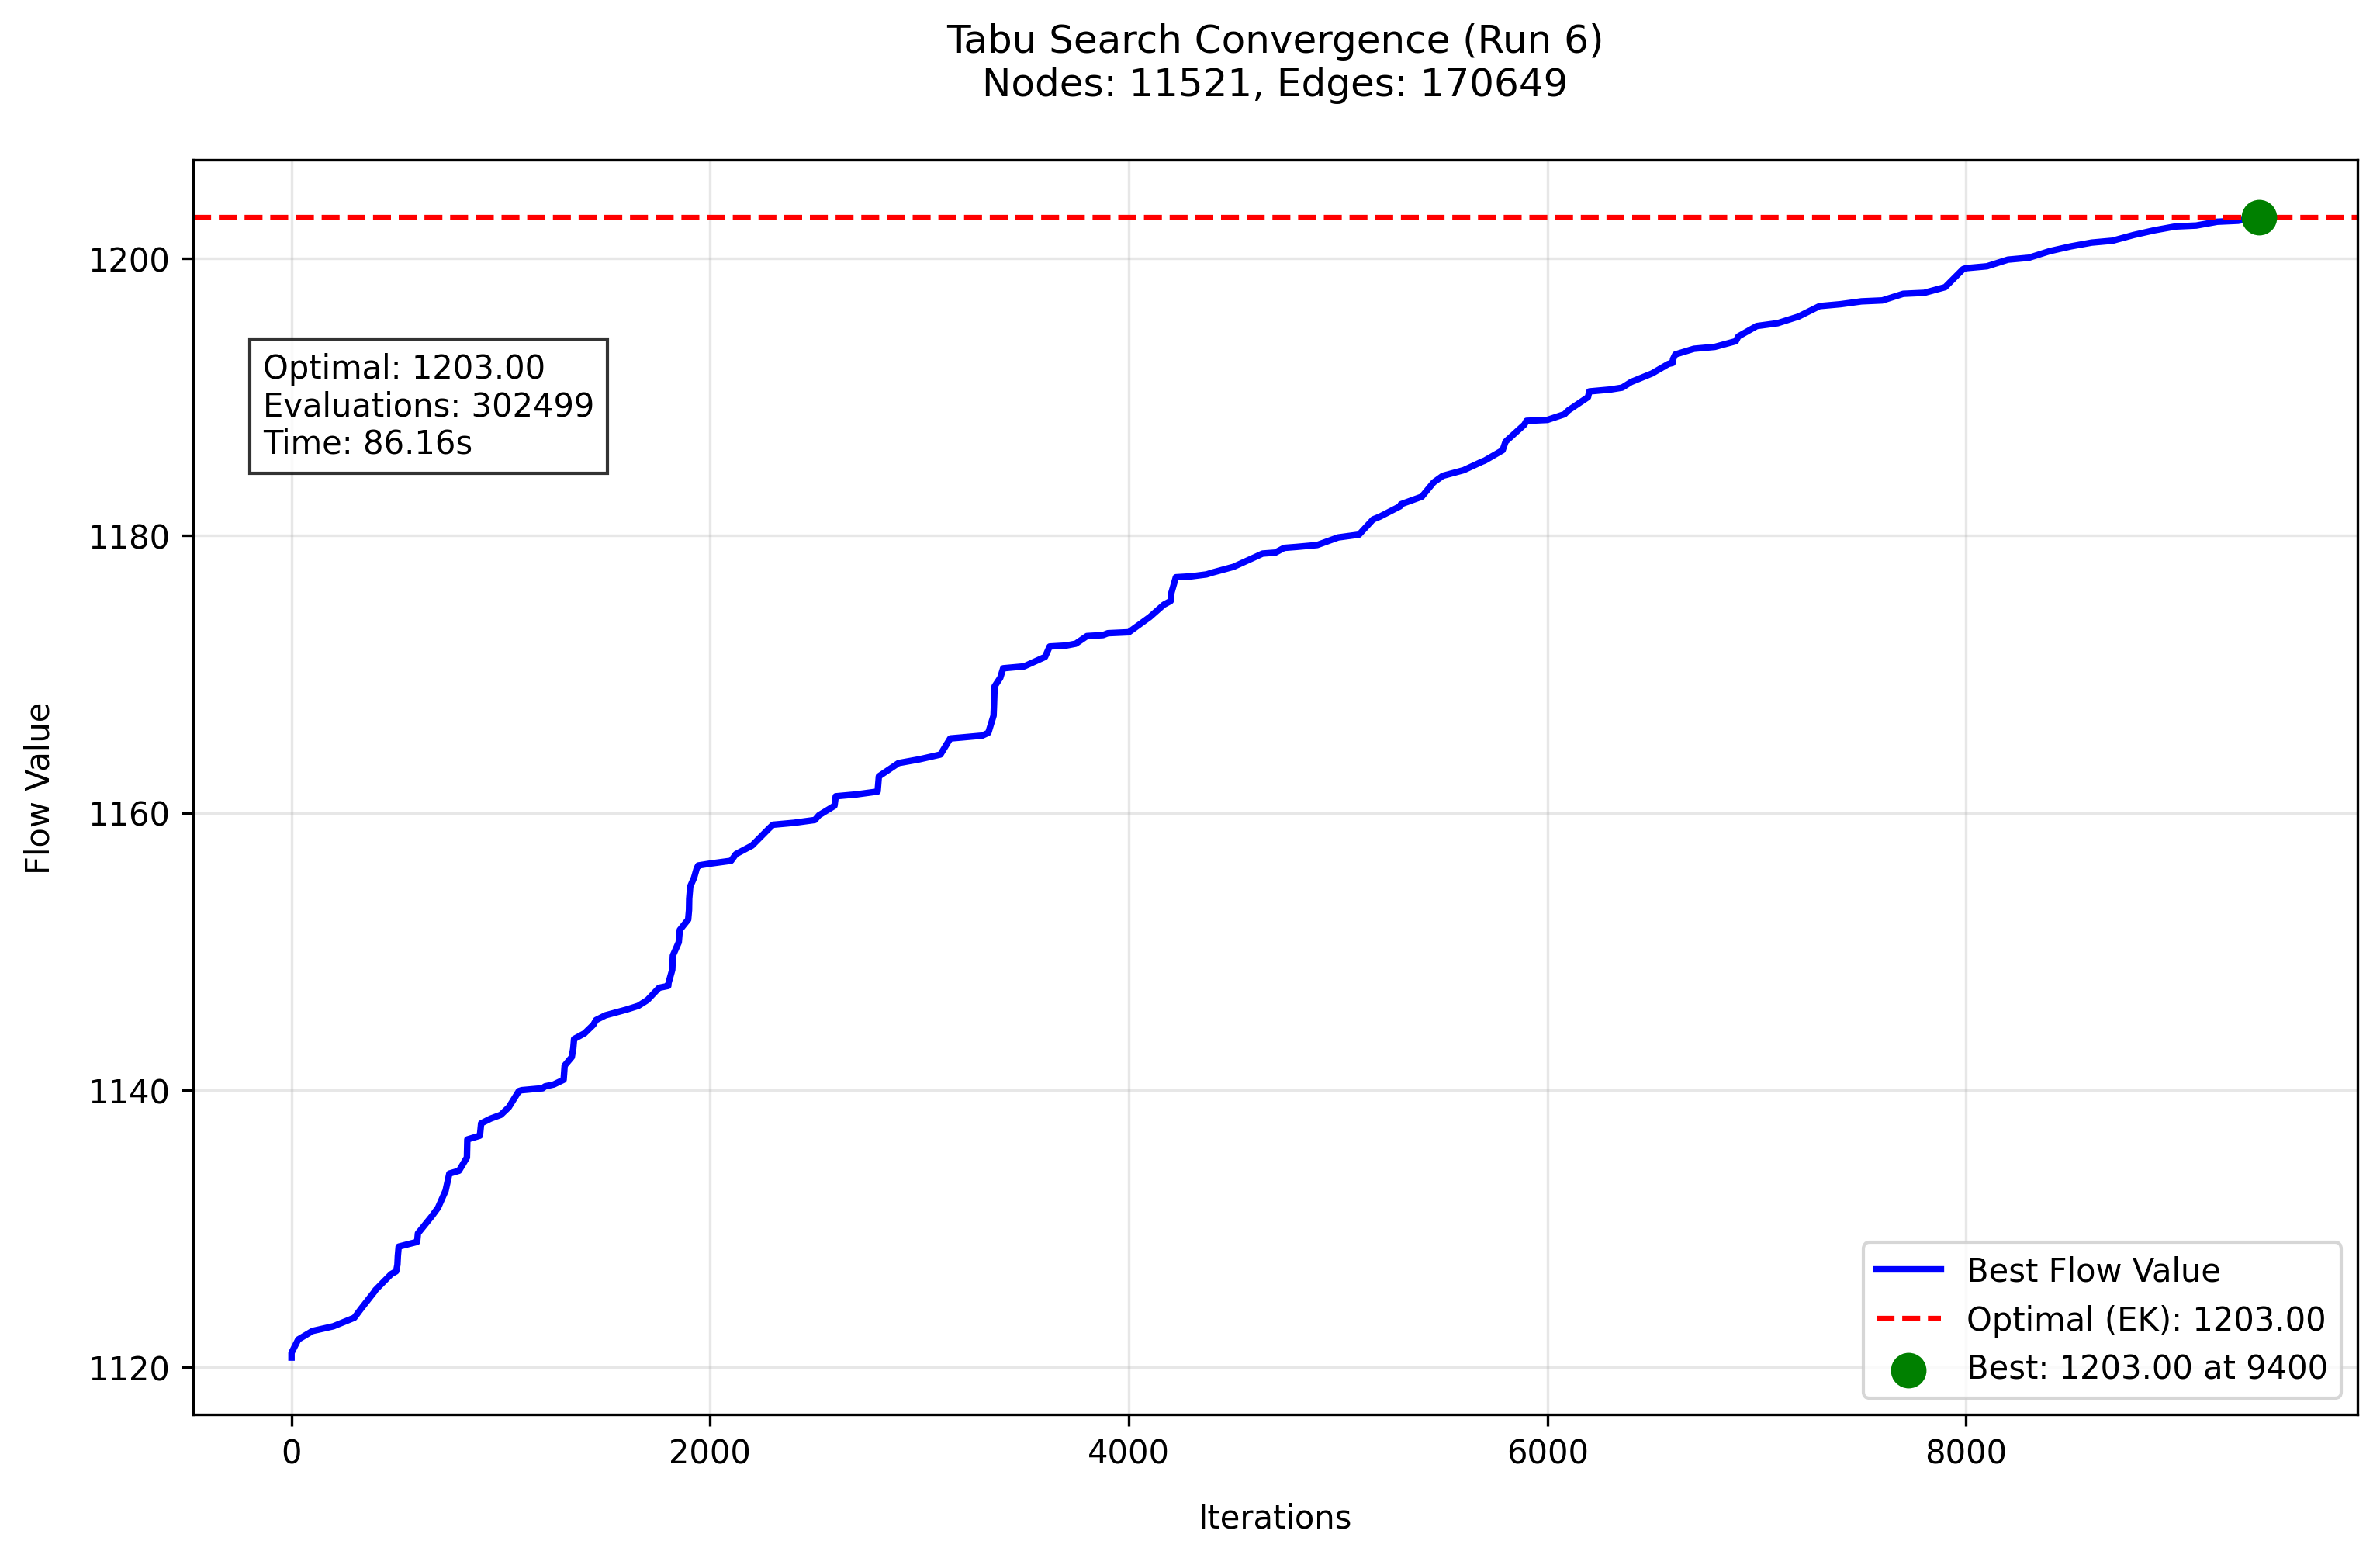 Tabu Search Convergence (Run 6)
Nodes: 11521, Edges: 170649
1200
1180
1160
1140
1120
Flow Value
Optimal: 1203.00
Evaluations: 302499
Time: 86.16s
Best Flow Value
Optimal (EK): 1203.00
Best: 1203.00 at 9400
0 2000 4000 6000 8000
Iterations